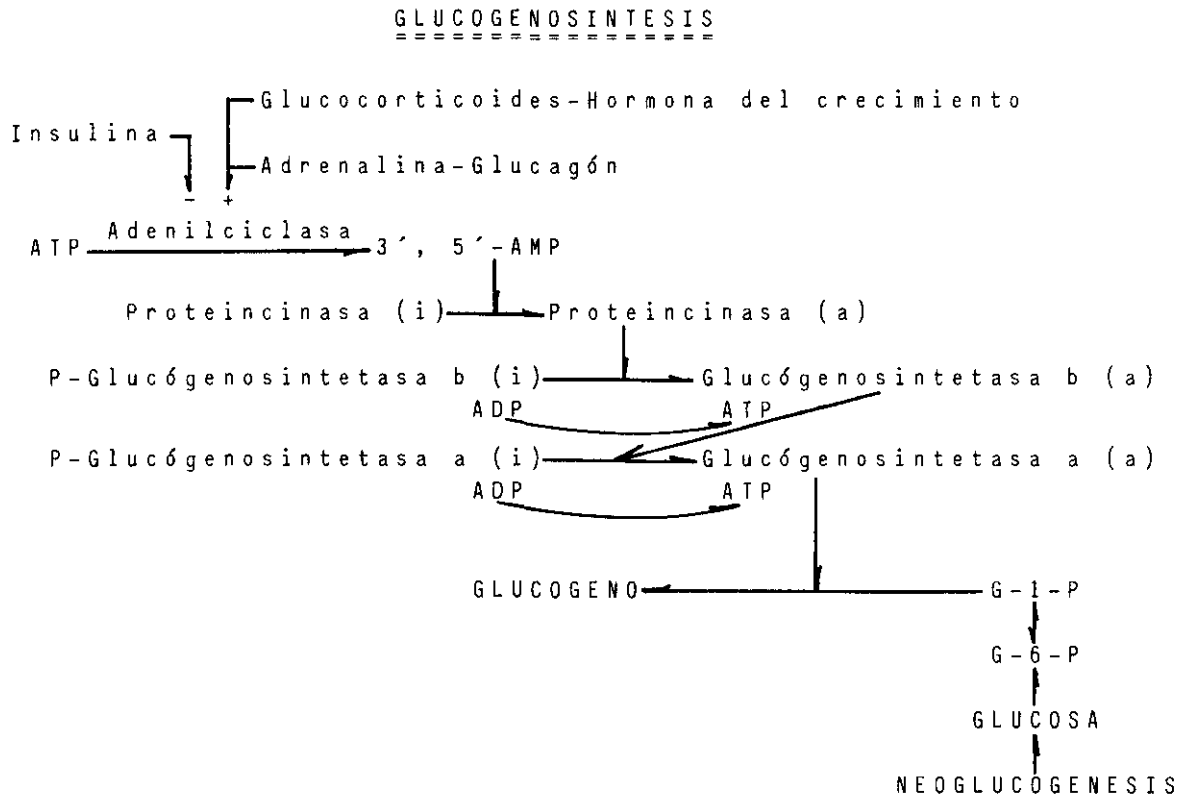 GLUCOGENOSINTESIS
Glucocorticoides-Hormona del crecimiento
Insulina
Adrenalina-Glucagón
- +
Adenilciclasa
ATP 3´, 5´-AMP
Proteincinasa (i) Proteincinasa (a)
P-Glucógenosintetasa b (i) Glucógenosintetasa b (a)
ADP ATP
P-Glucógenosintetasa a (i) Glucógenosintetasa a (a)
ADP ATP
GLUCOGENO G-1-P
G-6-P
GLUCOSA
NEOGLUCOGENESIS